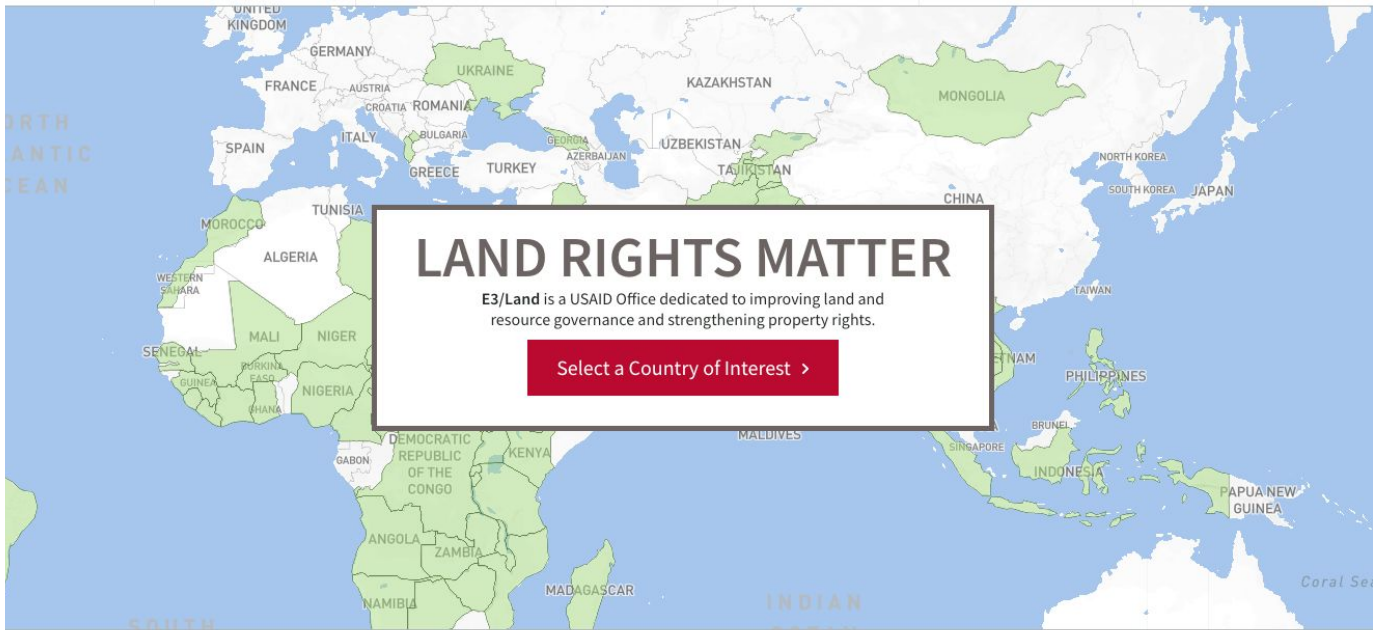 UNITED
KINGDOM
GERMANY
UKRAINE
KAZAKHSTAN
FRANCE
AUSTRIA
MONGOLIA
CROATIA
ROMANIA
ITALY
BULGARIA
GEORGIA
UZBEKISTAN
SPAIN
AZERBAIJAN
NORTH KOREA
GREECE
TURKEY
TAJIKISTAN
SOUTH KOREA
JAPAN
CHINA
TUNISIA
MOROCCO
ALGERIA
LAND RIGHTS MATTER
WESTERN
SAHARA
E3/Land is a USAID Office dedicated to improving land and
resource governance and strengthening property rights.
TAIWAN
MALI
NIGER
SENEGAL
BURKINA
FASO
Select a Country of Interest >
GUINEA
NIGERIA
GHANA
PHILIPPINES
MALDIVES
BRUNEI
DEMOCRATIC
REPUBLIC
OF THE
CONGO
KENYA
GABON
SINGAPORE
INDONESIA
PAPUA NEW
GUINEA
ANGOLA
ZAMBIA
MADAGASCAR
Coral Sea
NAMIBIA
INDIAN
SOUTH